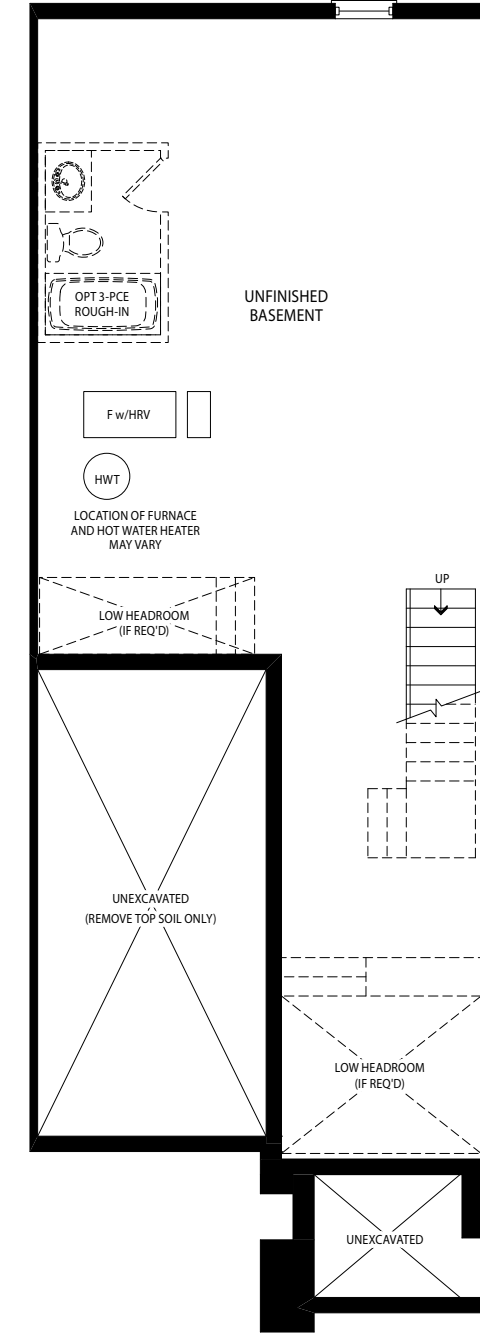 OPT 3-PCE
ROUGH-IN
UNFINISHED
BASEMENT
F w/HRV
HWT
LOCATION OF FURNACE
AND HOT WATER HEATER
MAY VARY
UP
LOW HEADROOM
(IF REQ'D)
UNEXCAVATED
(REMOVE TOP SOIL ONLY)
LOW HEADROOM
(IF REQ'D)
UNEXCAVATED